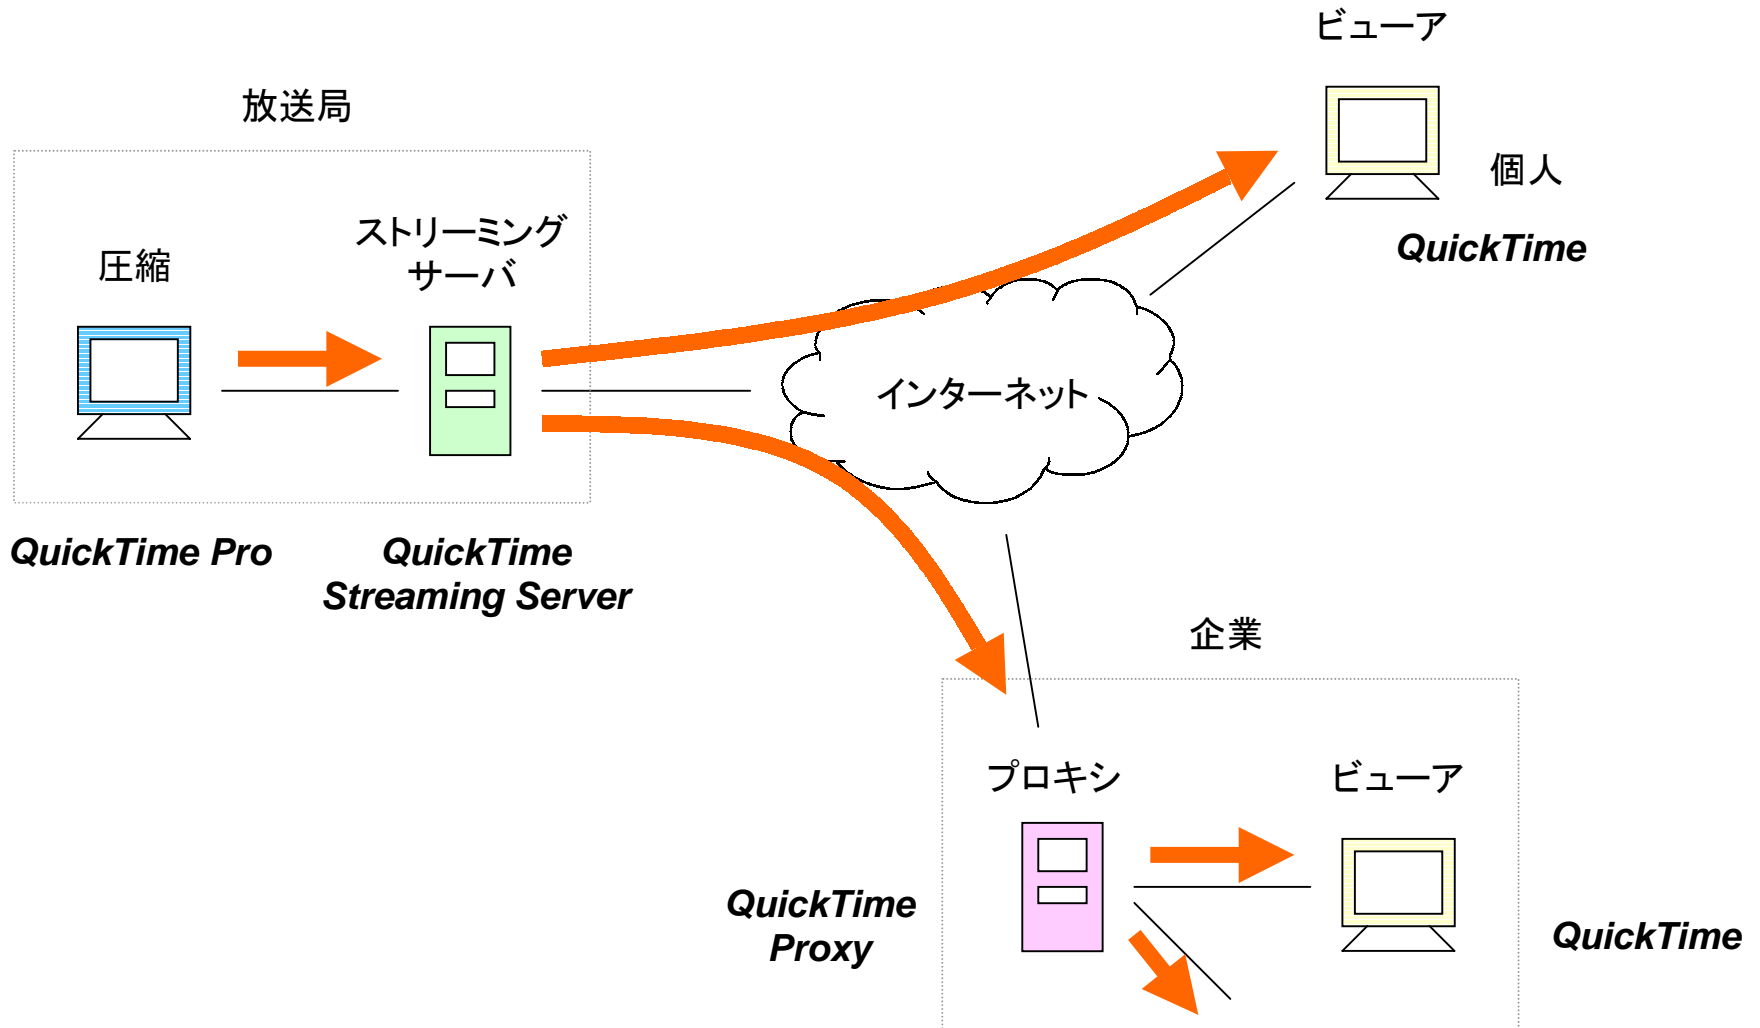 ビューア
放送局
個人
QuickTime
圧縮
ストリーミング
サーバ
インターネット
QuickTime Pro
QuickTime
Streaming Server
企業
プロキシ
ビューア
QuickTime
Proxy
QuickTime